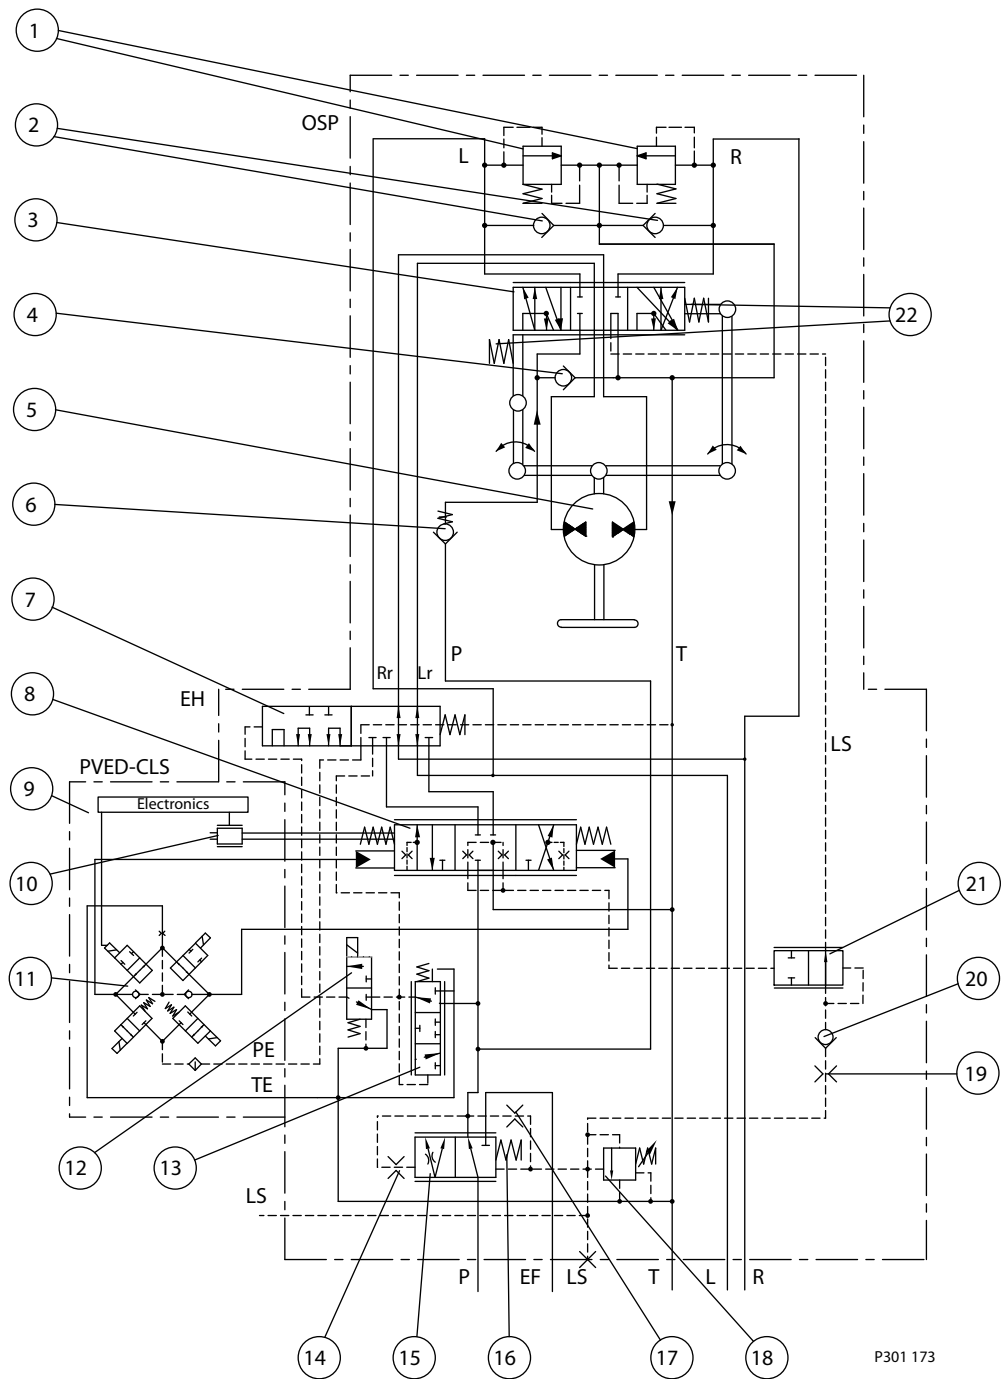 1
OSP
L
R
2
3
4
22
5
6
7
P
T
Rr
Lr
EH
8
LS
PVED-CLS
9
Electronics
10
21
11
20
PE
TE
19
12
13
LS
P
EF
LS
T
L
R
14
15
16
17
18
P301 173